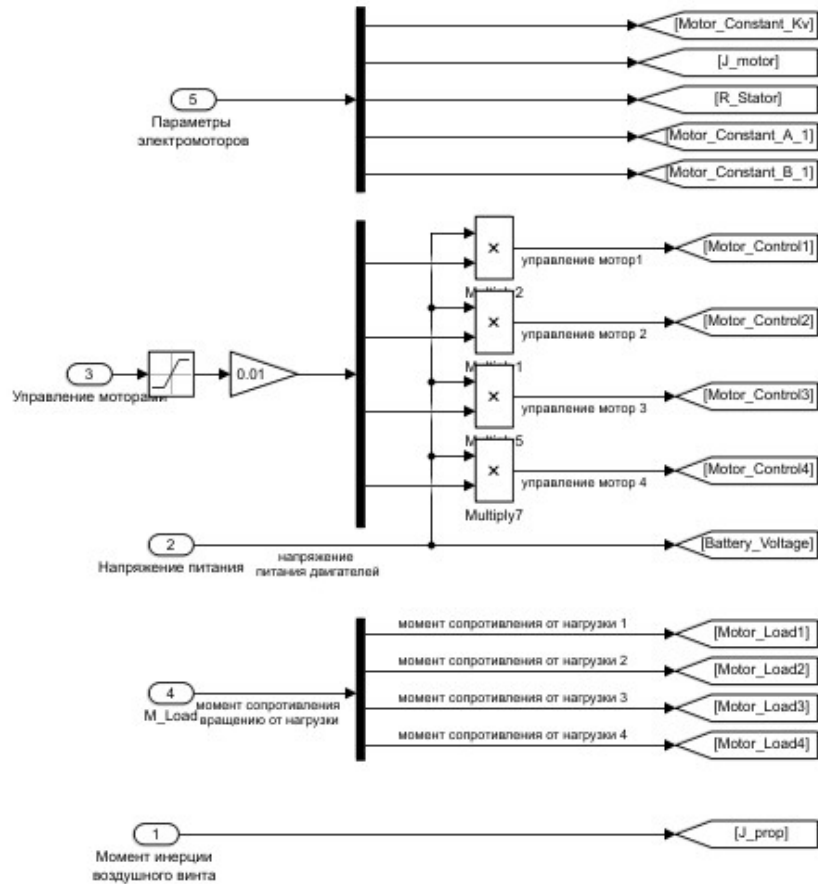 [Motor_Constant_Kv]
[J_motor]
5
[R_Stator]
Параметры
электромоторов
[Motor_Constant_A_1]
[Motor_Constant_B_1]
×
[Motor_Control1]
управление мотор1
Multiply2
×
[Motor_Control2]
управление мотор 2
Multiply1
3
0.01
Управление моторами
×
[Motor_Control3]
управление мотор 3
Multiply5
×
[Motor_Control4]
управление мотор 4
Multiply7
2
[Battery_Voltage]
Напряжение питания
напряжение
питания двигателей
момент сопротивления от нагрузки 1
[Motor_Load1]
момент сопротивления от нагрузки 2
[Motor_Load2]
4
M_Load
момент сопротивления
вращению от нагрузки
момент сопротивления от нагрузки 3
[Motor_Load3]
момент сопротивления от нагрузки 4
[Motor_Load4]
1
[J_prop]
Момент инерции
воздушного винта